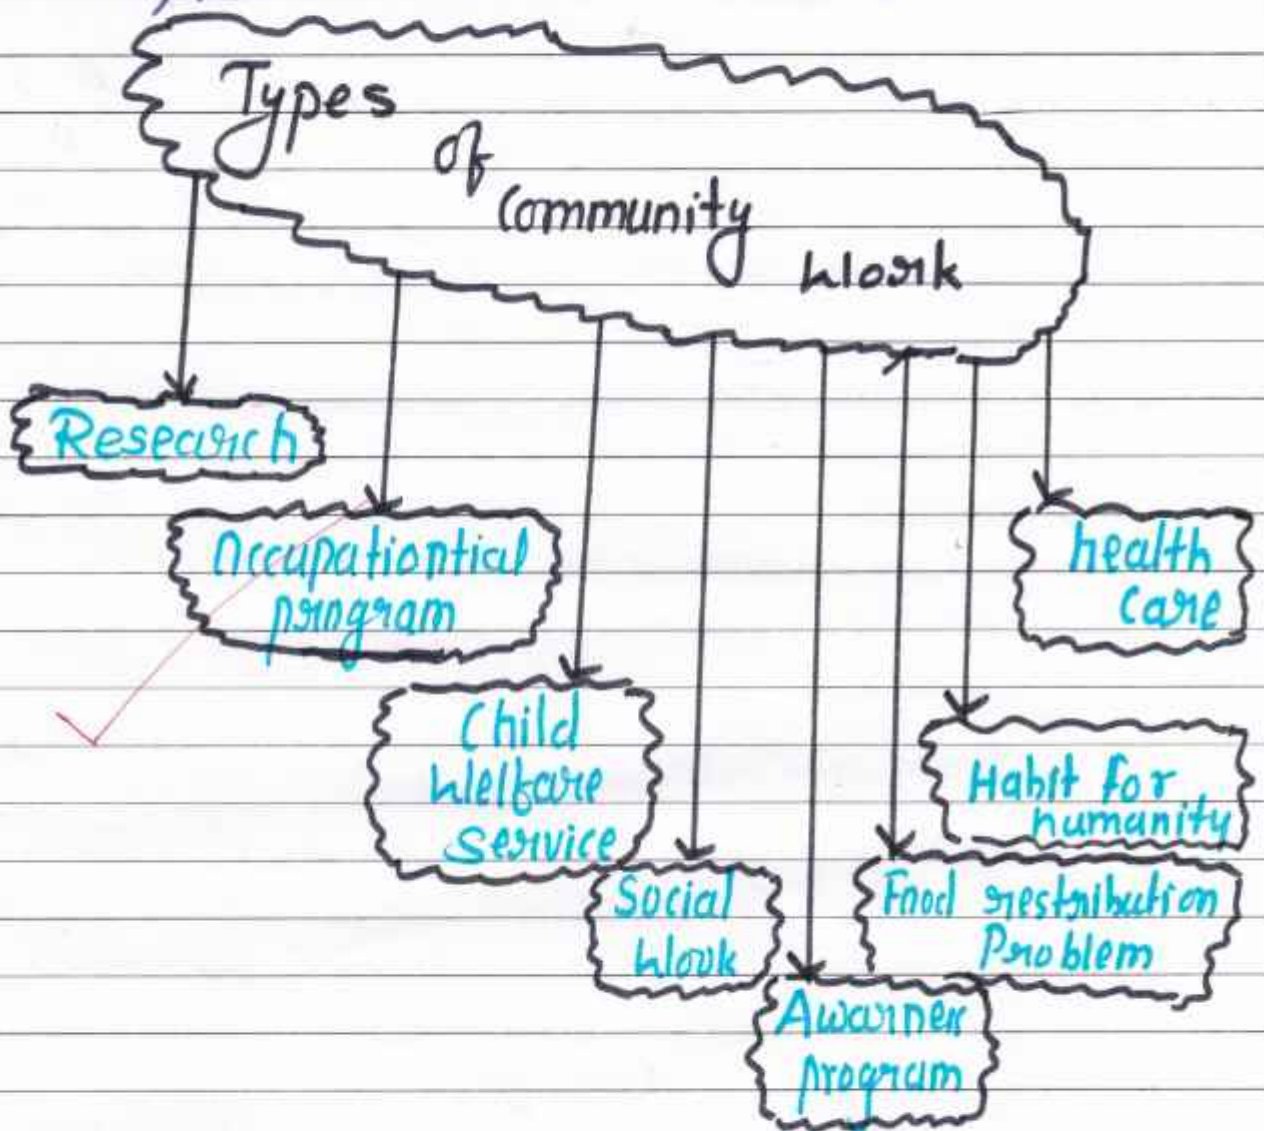 Types
of
Community
Work
Research
Occupationtial
program
Child
Welfare
Service
Social
Work
Awarness
program
Food restribution
Problem
Habit for
humanity
health
care